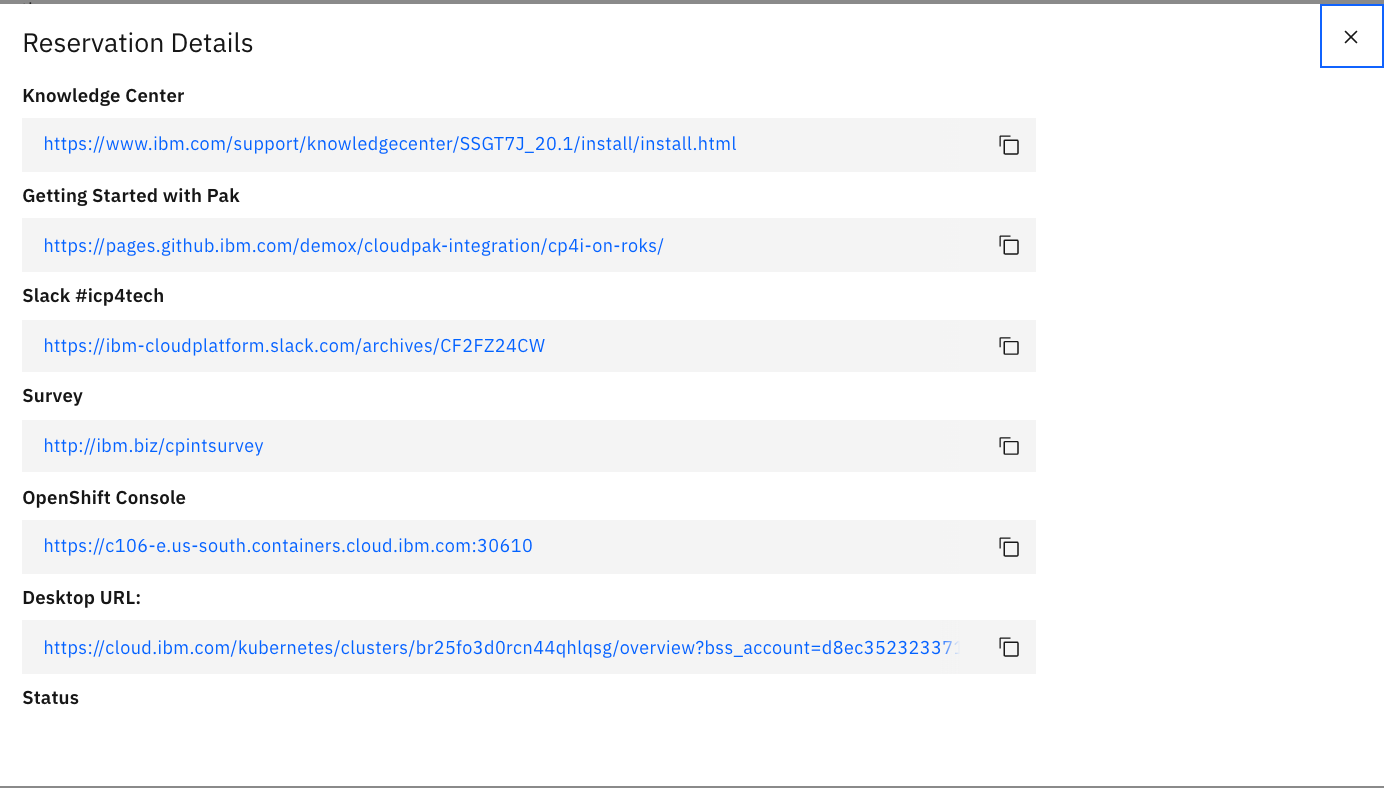 Reservation Details
Knowledge Center
https://www.ibm.com/support/knowledgecenter/SSGT7J_20.1/install/install.html
Getting Started with Pak
https://pages.github.ibm.com/demox/cloudpak-integration/cp4i-on-roks/
Slack #icp4tech
https://ibm-cloudplatform.slack.com/archives/CF2FZ24CW
Survey
http://ibm.biz/cpintsurvey
OpenShift Console
https://c106-e.us-south.containers.cloud.ibm.com:30610
Desktop URL:
https://cloud.ibm.com/kubernetes/clusters/br25fo3d0rcn44qhlqsg/overview?bss_account=d8ec35232337
Status